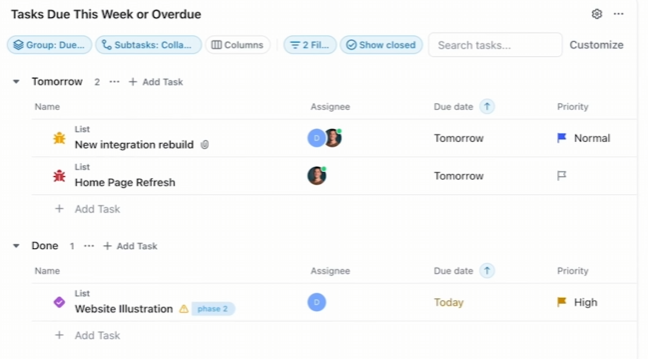 Tasks Due This Week or Overdue
Group: Due... Subtasks: Colla... Columns 2 Fil... Show closed Search tasks... Customize
Tomorrow 2 ... + Add Task
Name Assignee Due date ↑ Priority
List
New integration rebuild D Tomorrow Normal
List
Home Page Refresh Tomorrow
+ Add Task
Done 1 ... + Add Task
Name Assignee Due date ↑ Priority
List
Website Illustration phase 2 D Today High
+ Add Task